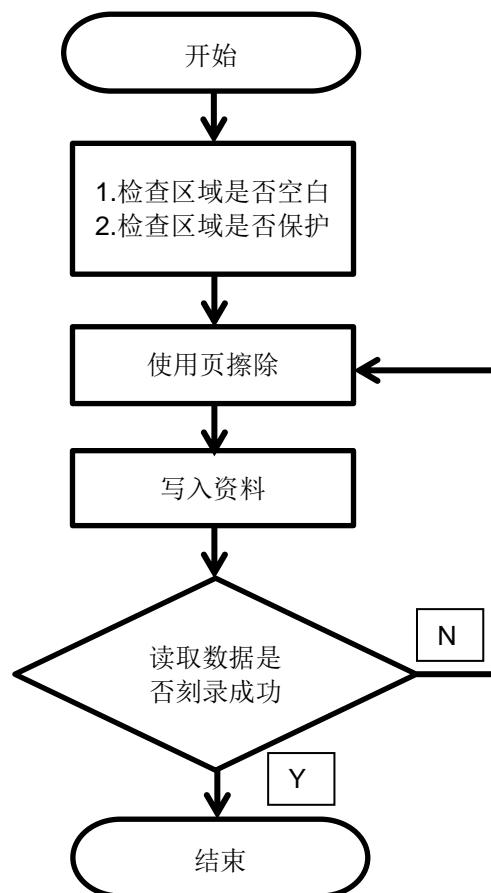 开始
1.检查区域是否空白
2.检查区域是否保护
使用页擦除
写入资料
读取数据是
否刻录成功
N
Y
结束